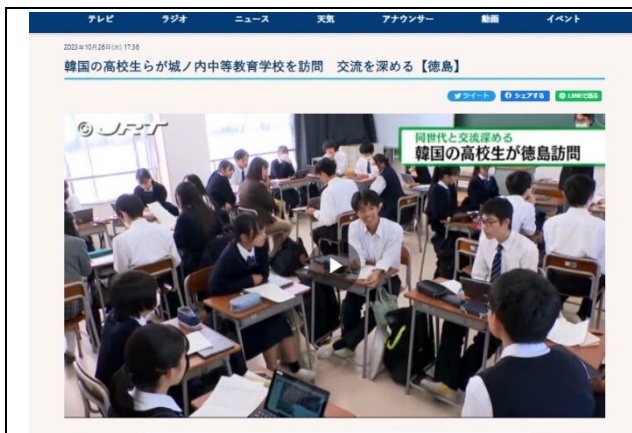 テレビ ラジオ ニュース 天気 アナウンサー 動画 イベント
2023年10月26日(木) 17:36
韓国の高校生らが城ノ内中等教育学校を訪問 交流を深める【徳島】
ツイート シェアする LINEで送る
JRT
同世代と交流深める
韓国の高校生が徳島訪問